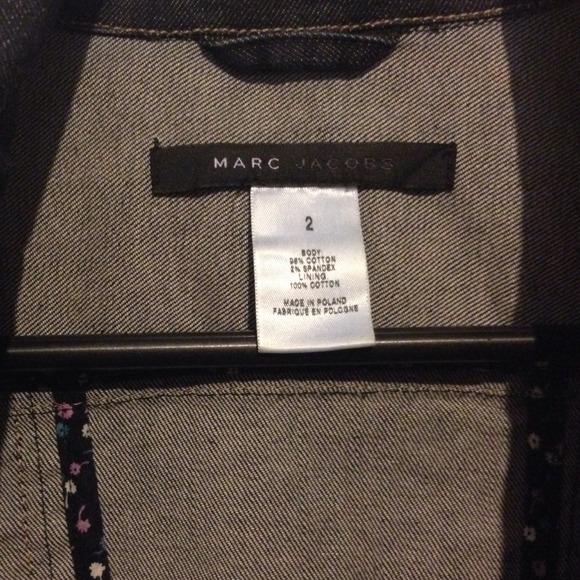 MARC JACOBS
2
BODY:
98% COTTON
2% SPANDEX
LINING:
100% COTTON
MADE IN POLAND
FABRIQUE EN POLOGNE